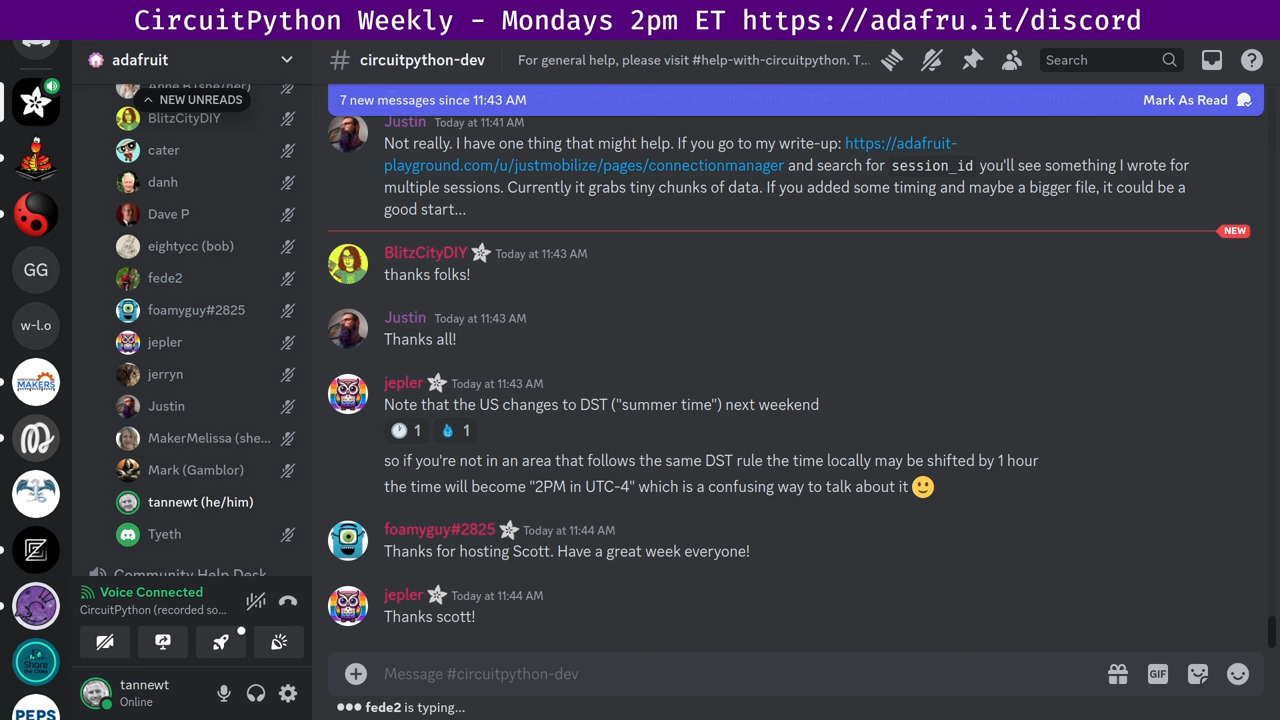 CircuitPython Weekly - Mondays 2pm ET https://adafru.it/discord
adafruit
NEW UNREADS
BlitzCityDIY
cater
danh
Dave P
eightycc (bob)
fede2
foamyguy#2825
jepler
jerryn
Justin
MakerMelissa (she...
Mark (Gamblor)
tannewt (he/him)
Tyeth
Community Help Desk
Voice Connected
CircuitPython (recorded so...
tannewt
Online
GG
w-l.o
MAKERS
Share
PEPS
# circuitpython-dev
For general help, please visit #help-with-circuitpython. T...
Search
7 new messages since 11:43 AM
Mark As Read
Justin Today at 11:41 AM
Not really. I have one thing that might help. If you go to my write-up: https://adafruit-
playground.com/u/justmobilize/pages/connectionmanager and search for session_id you'll see something I wrote for
multiple sessions. Currently it grabs tiny chunks of data. If you added some timing and maybe a bigger file, it could be a
good start...
NEW
BlitzCityDIY Today at 11:43 AM
thanks folks!
Justin Today at 11:43 AM
Thanks all!
jepler Today at 11:43 AM
Note that the US changes to DST ("summer time") next weekend
1 1
so if you're not in an area that follows the same DST rule the time locally may be shifted by 1 hour
the time will become "2PM in UTC-4" which is a confusing way to talk about it 🙂
foamyguy#2825 Today at 11:44 AM
Thanks for hosting Scott. Have a great week everyone!
jepler Today at 11:44 AM
Thanks scott!
Message #circuitpython-dev
GIF
fede2 is typing...